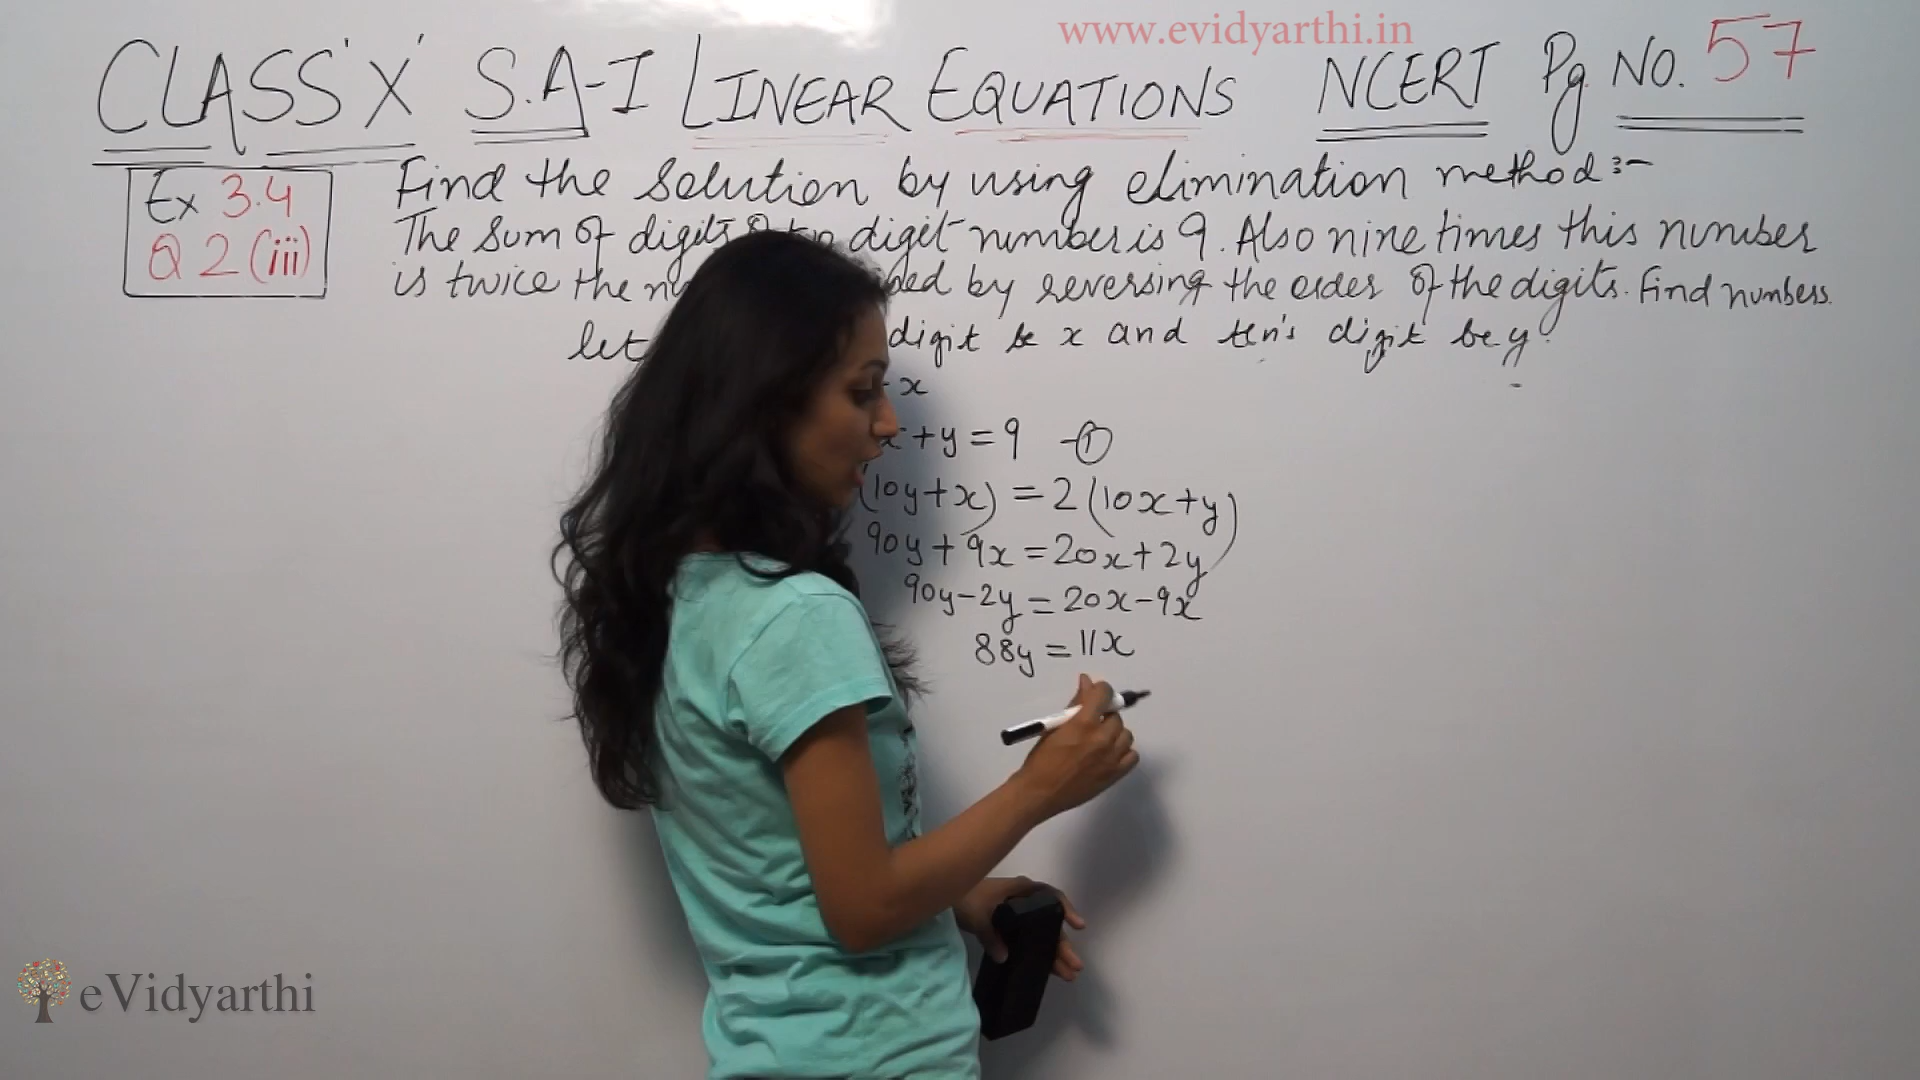 www.evidyarthi.in
CLASS 'X' S.A-I LINEAR EQUATIONS NCERT Pg NO. 57
Ex 3.4
Q 2 (iii)
Find the solution by using elimination method:-
The sum of digits digit number is 9. Also nine times this number
is twice the by reversing the order of the digits. Find numbers.
let digit be x and ten's digit be y.
x
x+y=9 -①
(10y+x) = 2(10x+y)
90y+9x=20x+2y
90y-2y=20x-9x
88y=11x
eVidyarthi